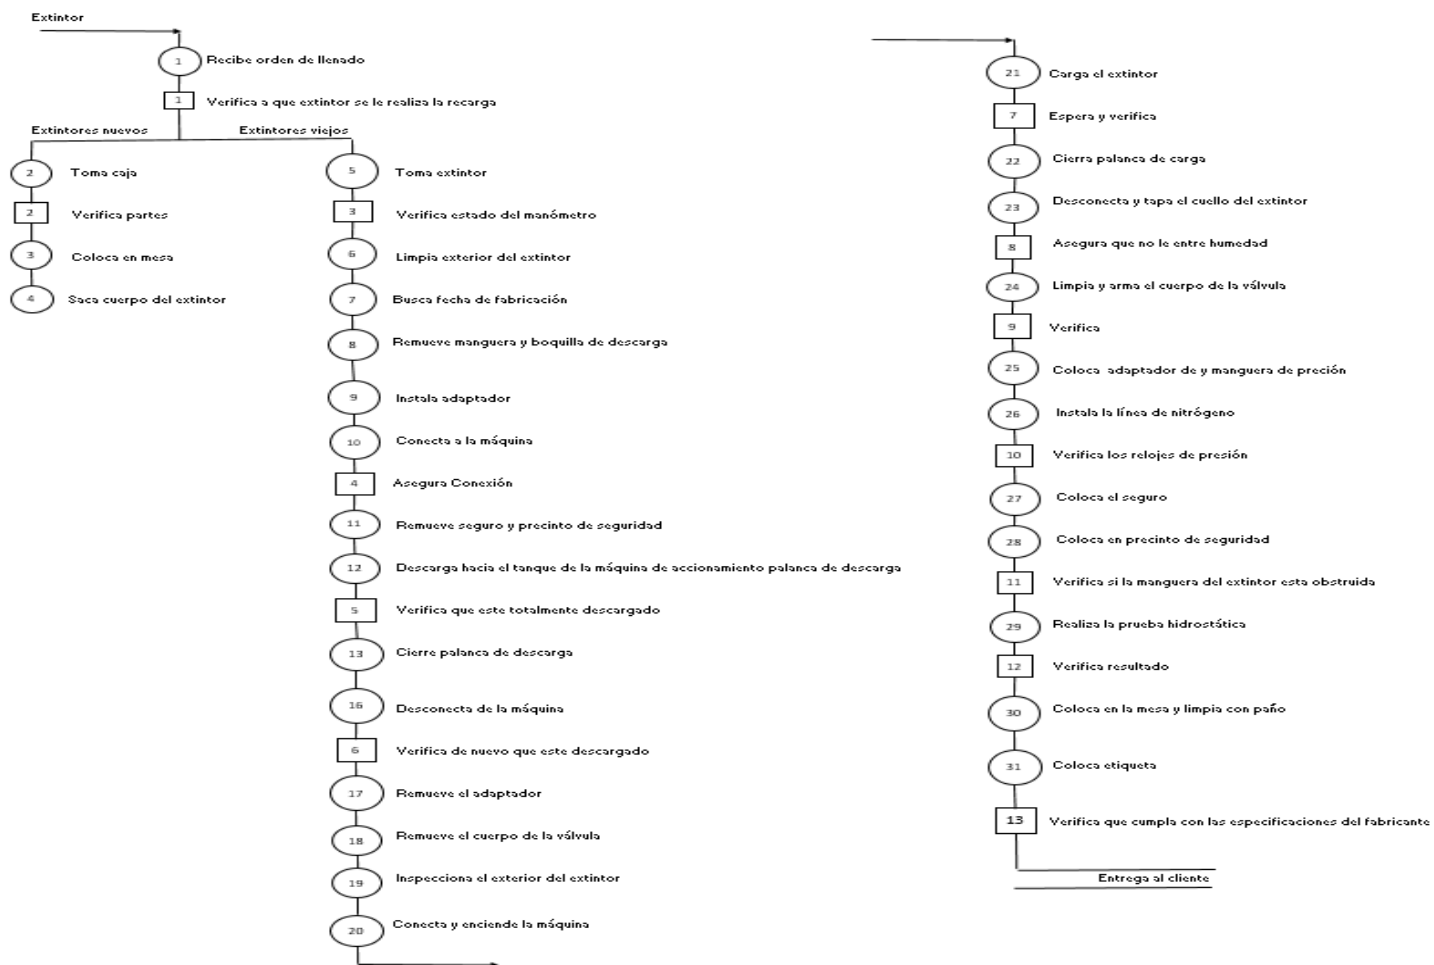 Extintor
1 Recibe orden de llenado
1 Verifica a que extintor se le realiza la recarga
Extintores nuevos
Extintores viejos
2 Toma caja
2 Verifica partes
3 Coloca en mesa
4 Saca cuerpo del extintor
5 Toma extintor
3 Verifica estado del manómetro
6 Limpia exterior del extintor
7 Busca fecha de fabricación
8 Remueve manguera y boquilla de descarga
9 Instala adaptador
10 Conecta a la máquina
4 Asegura Conexión
11 Remueve seguro y precinto de seguridad
12 Descarga hacia el tanque de la máquina de accionamiento palanca de descarga
5 Verifica que este totalmente descargado
13 Cierre palanca de descarga
16 Desconecta de la máquina
6 Verifica de nuevo que este descargado
17 Remueve el adaptador
18 Remueve el cuerpo de la válvula
19 Inspecciona el exterior del extintor
20 Conecta y enciende la máquina
21 Carga el extintor
7 Espera y verifica
22 Cierra palanca de carga
23 Desconecta y tapa el cuello del extintor
8 Asegura que no le entre humedad
24 Limpia y arma el cuerpo de la válvula
9 Verifica
25 Coloca adaptador de y manguera de preción
26 Instala la línea de nitrógeno
10 Verifica los relojes de presión
27 Coloca el seguro
28 Coloca en precinto de seguridad
11 Verifica si la manguera del extintor esta obstruida
29 Realiza la prueba hidrostática
12 Verifica resultado
30 Coloca en la mesa y limpia con paño
31 Coloca etiqueta
13 Verifica que cumpla con las especificaciones del fabricante
Entrega al cliente